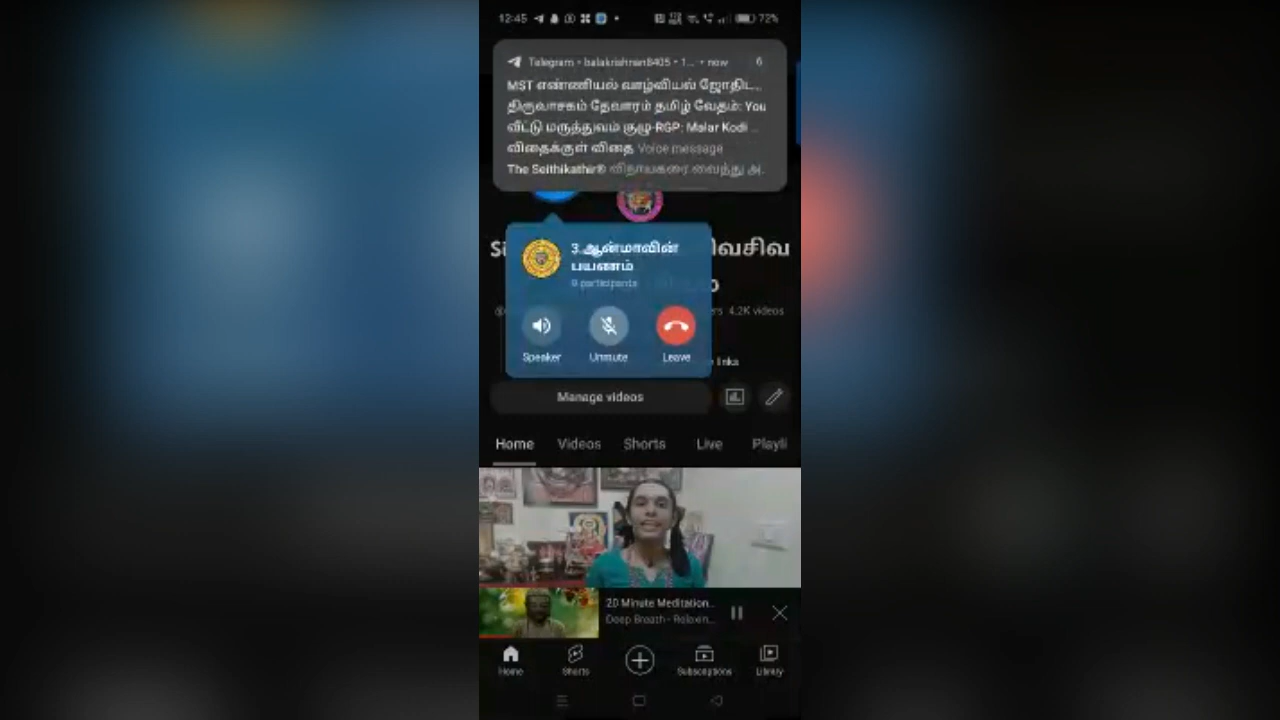 12:45
72%
Telegram • balakrishnan8405 • 1... • now 6
MST எண்ணியல் வாழ்வியல் ஜோதிட...
திருவாசகம் தேவாரம் தமிழ் வேதம்: You
வீட்டு மருத்துவம் குழு-RGP: Malar Kodi ...
விதைக்குள் விதை Voice message
The Seithikathir® விநாயகரை வைத்து அ.
சிவசிவ
3.ஆன்மாவின்
பயணம்
9 participants
4.2K videos
Speaker Unmute Leave
links
Manage videos
Home Videos Shorts Live Playli
20 Minute Meditation...
Deep Breath - Relaxin...
Home Shorts Subscriptions Library